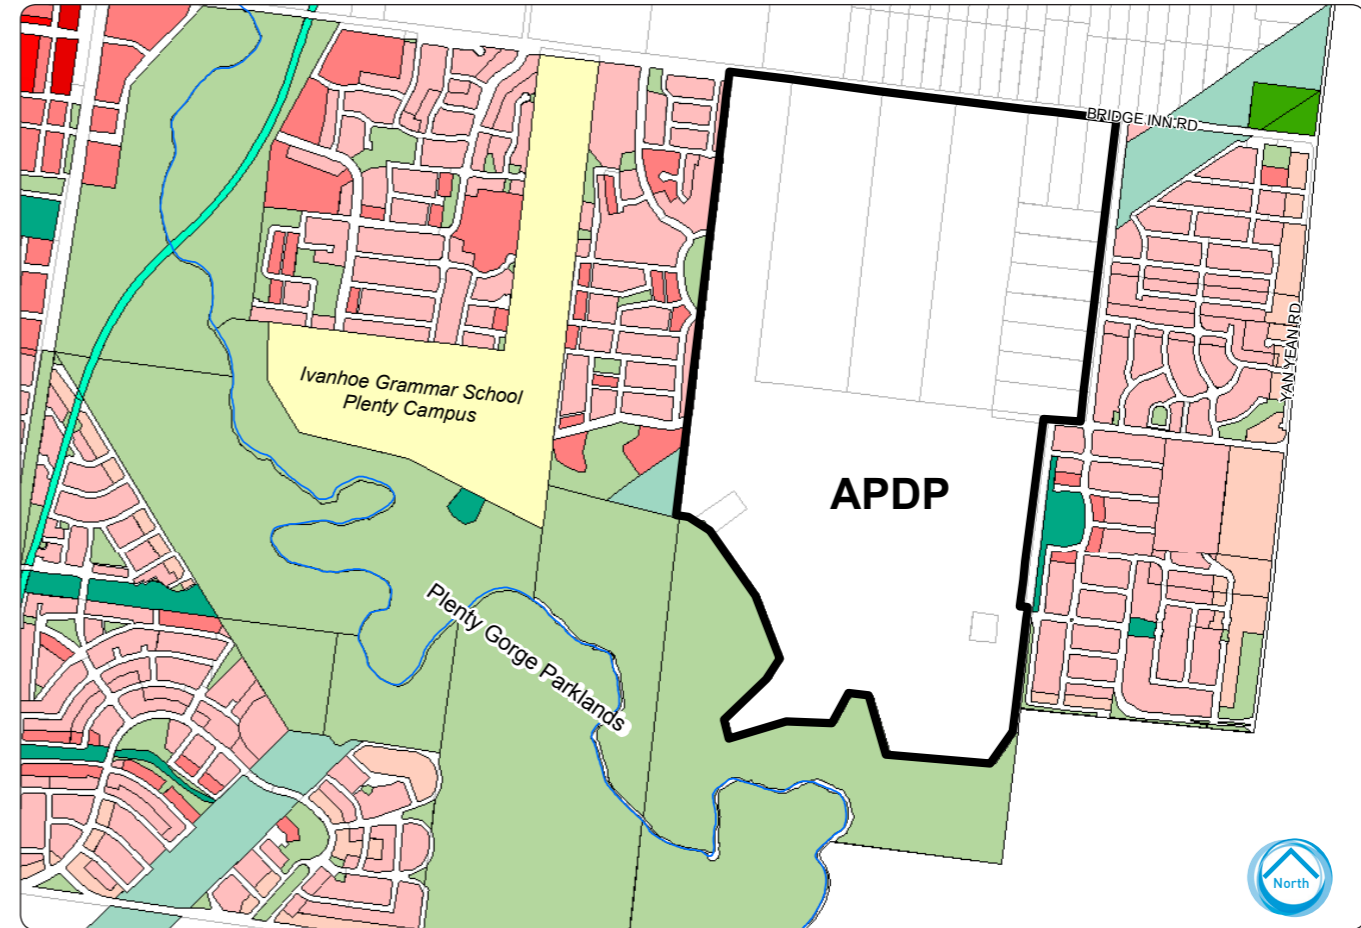 BRIDGE INN RD
YAN YEAN RD
Ivanhoe Grammar School
Plenty Campus
APDP
Plenty Gorge Parklands
North